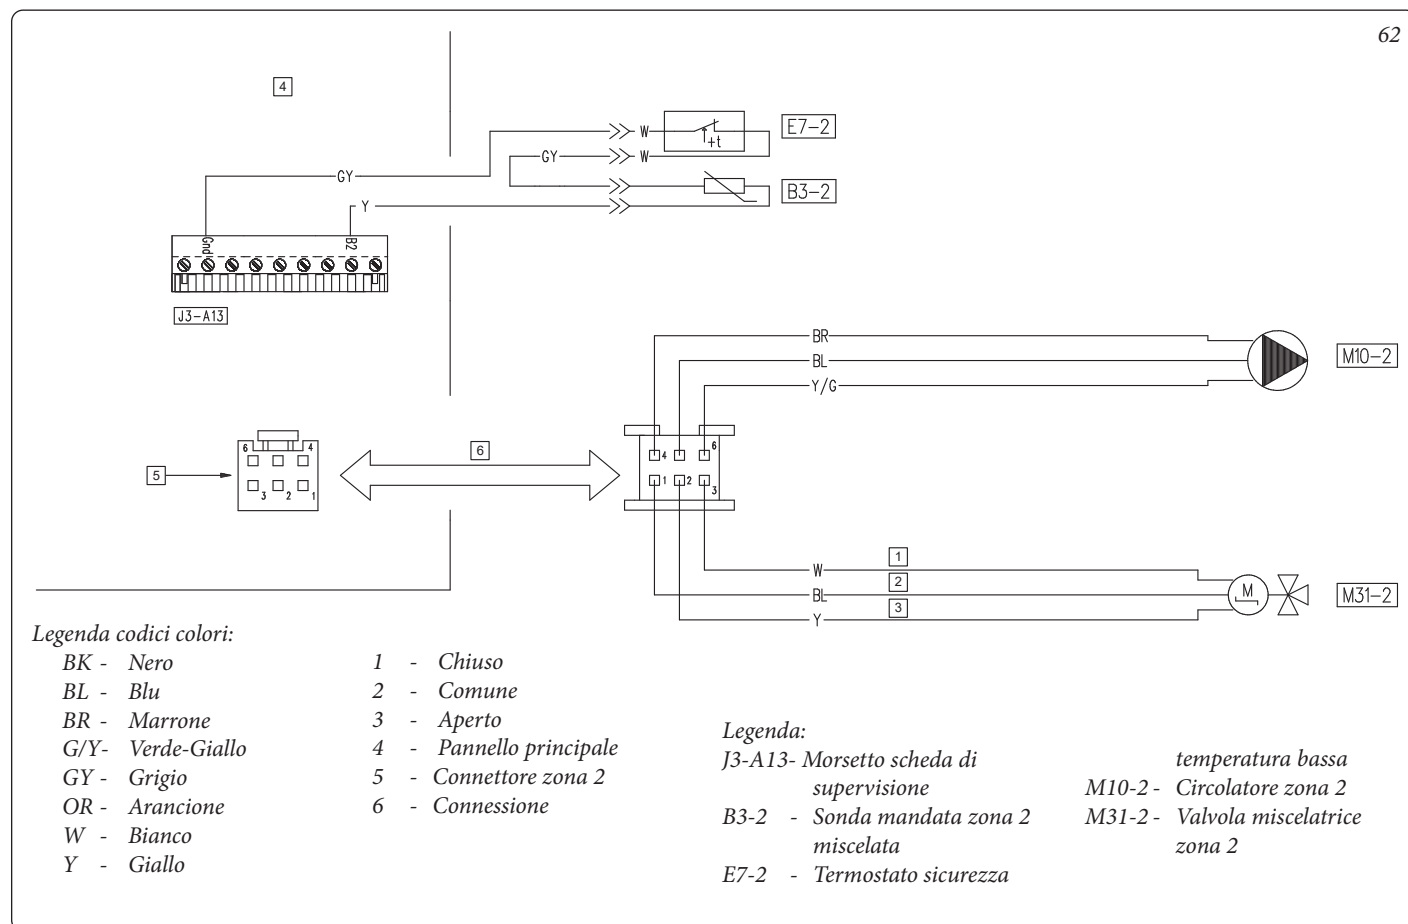 62
4
W
E7-2
+t
GY
W
GY
B3-2
Y
Gnd
B2
J3-A13
BR
BL
M10-2
Y/G
6
4
6
5
3
2
1
4
6
1
2
3
1
W
2
BL
M
M31-2
3
Y
Legenda codici colori:
BK - Nero
BL - Blu
BR - Marrone
G/Y- Verde-Giallo
GY - Grigio
OR - Arancione
W - Bianco
Y - Giallo
1 - Chiuso
2 - Comune
3 - Aperto
4 - Pannello principale
5 - Connettore zona 2
6 - Connessione
Legenda:
J3-A13- Morsetto scheda di
supervisione
B3-2 - Sonda mandata zona 2
miscelata
E7-2 - Termostato sicurezza
temperatura bassa
M10-2 - Circolatore zona 2
M31-2 - Valvola miscelatrice
zona 2